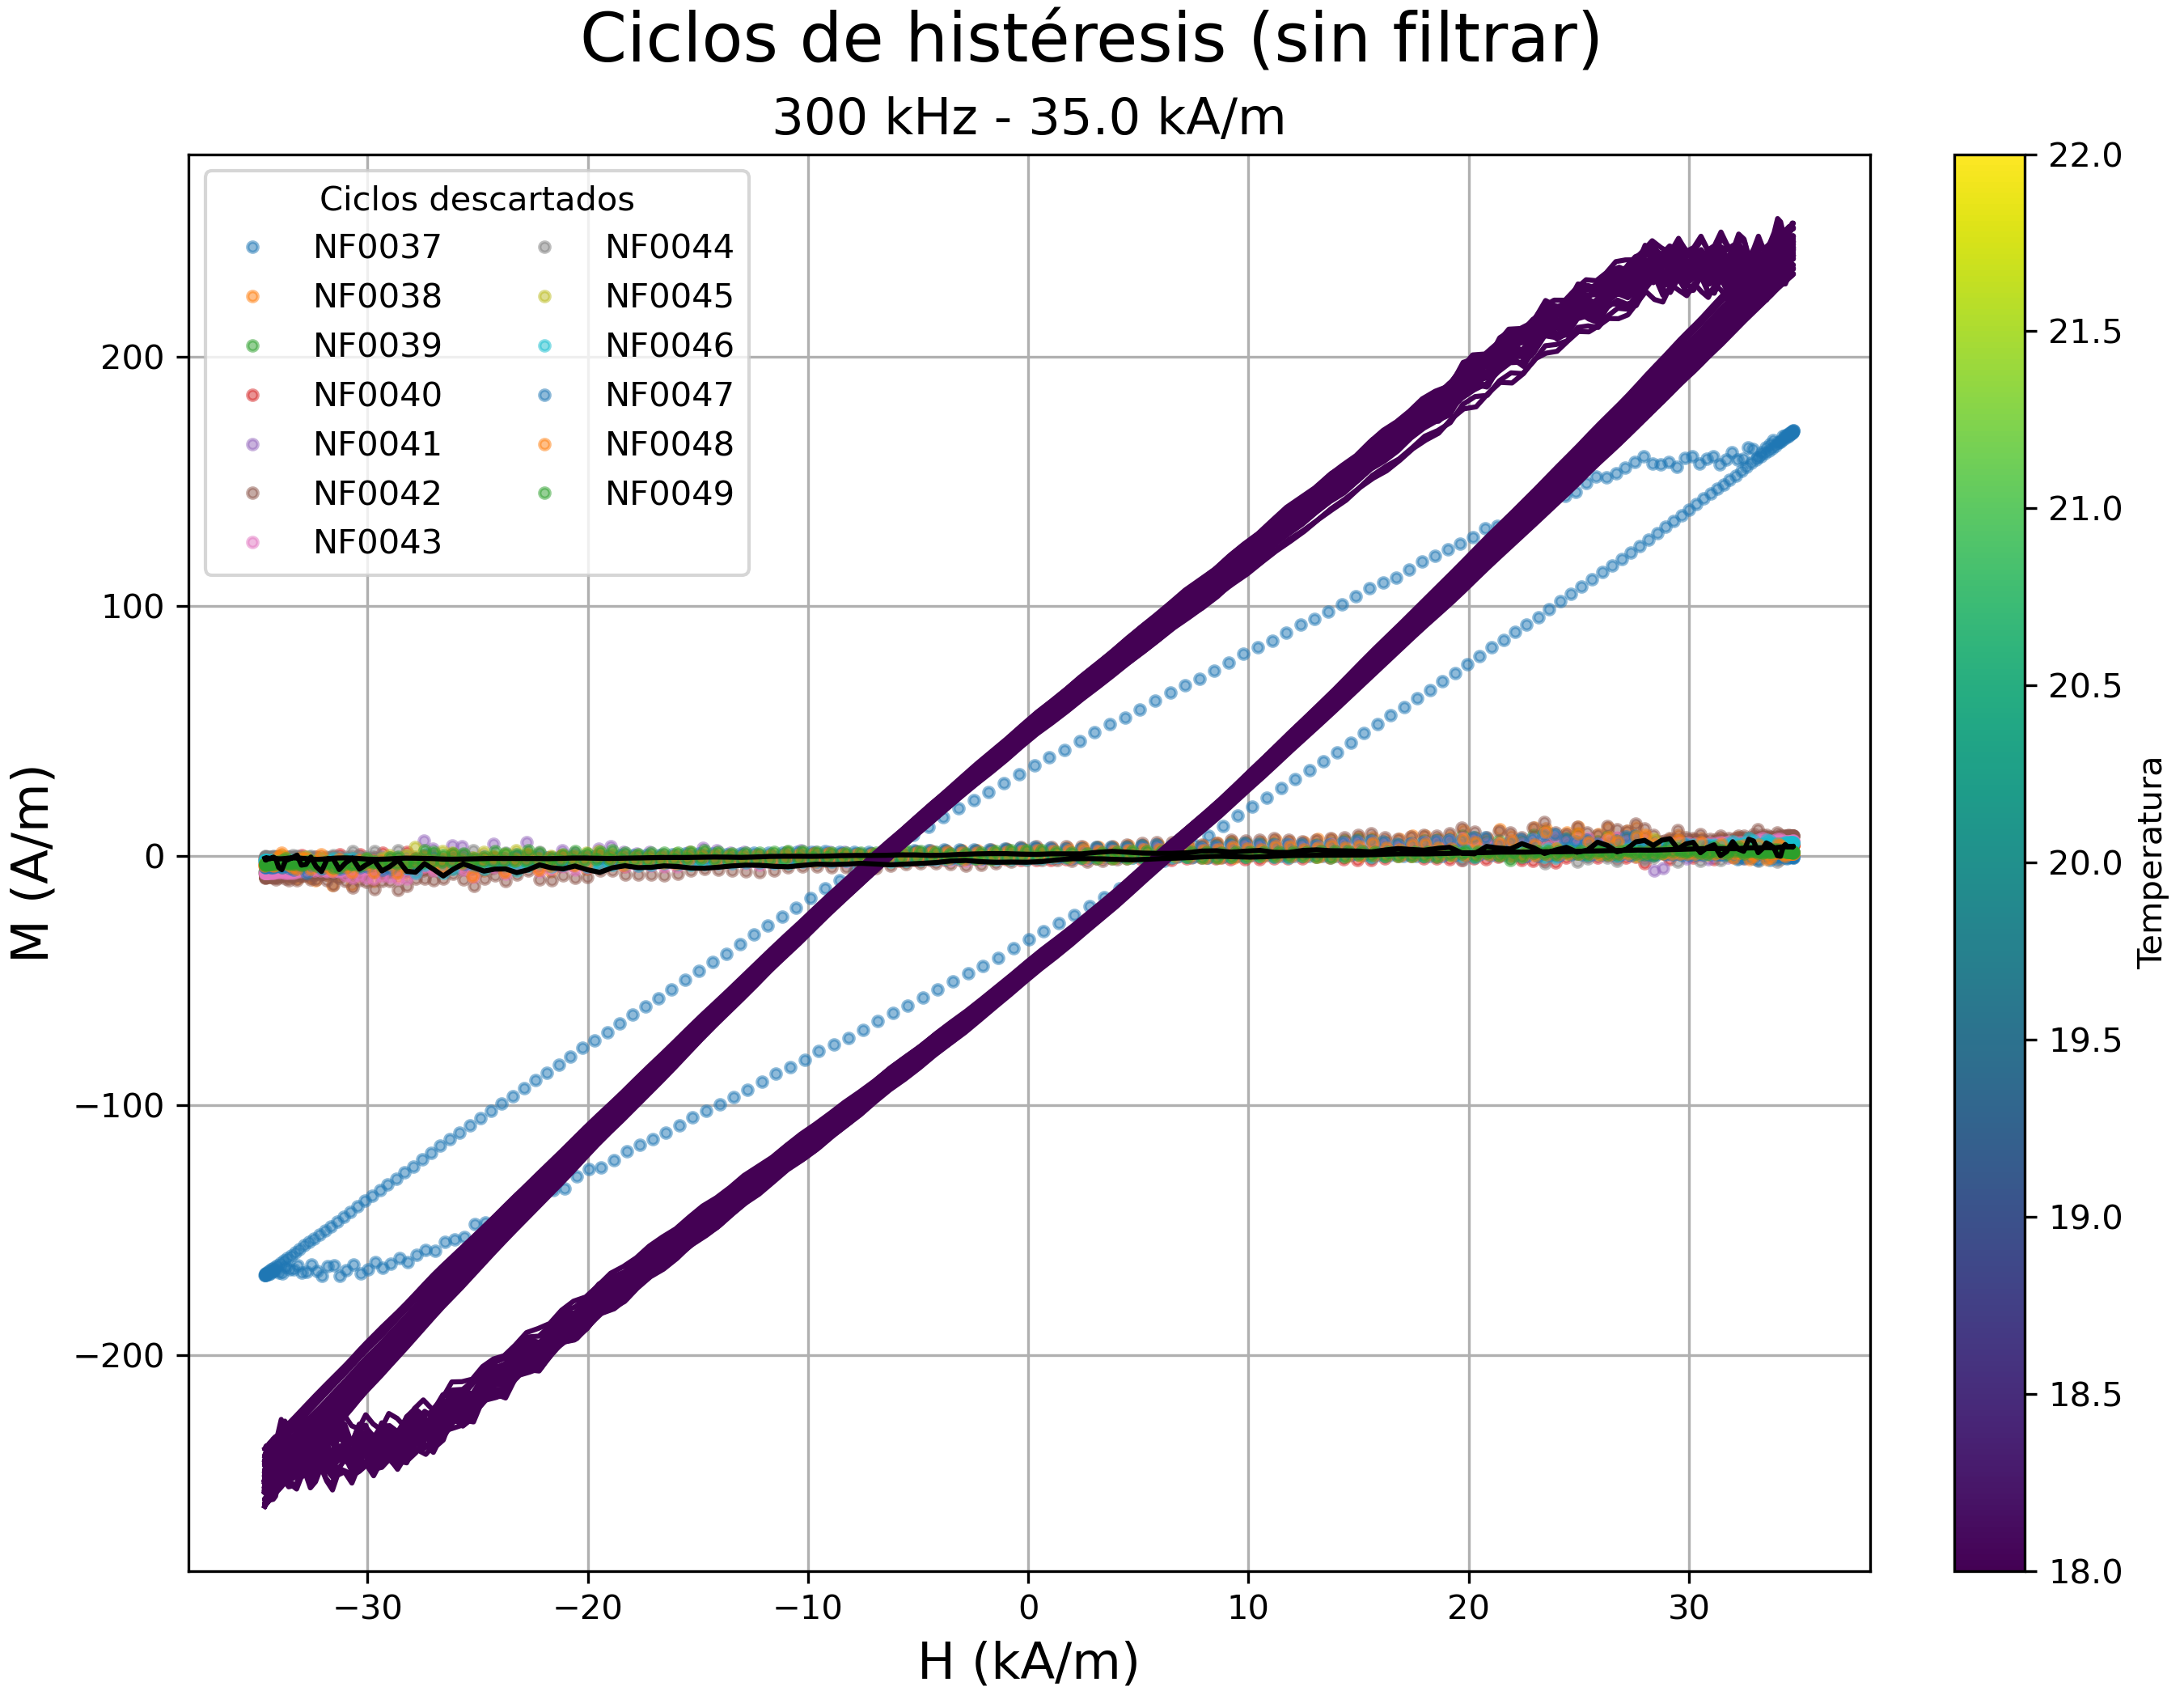 Ciclos de histéresis (sin filtrar)
300 kHz - 35.0 kA/m
Ciclos descartados
NF0037
NF0038
NF0039
NF0040
NF0041
NF0042
NF0043
NF0044
NF0045
NF0046
NF0047
NF0048
NF0049
M (A/m)
200
100
0
−100
−200
−30
−20
−10
0
10
20
30
H (kA/m)
22.0
21.5
21.0
20.5
20.0
19.5
19.0
18.5
18.0
Temperatura